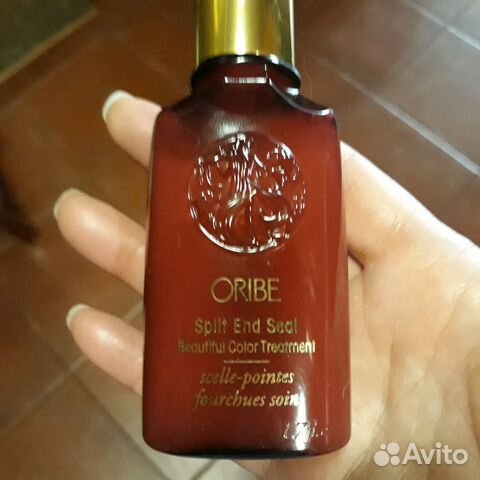 ORIBE
Split End Seal
Beautiful Color Treatment
scelle-pointes
fourchues soin
Avito